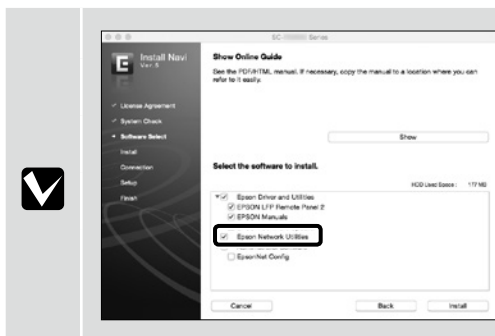 SC- Series
Install Navi
Ver.5
License Agreement
System Check
Software Select
Install
Connection
Setup
Finish
Show Online Guide
See the PDF/HTML manual. If necessary, copy the manual to a location where you can
refer to it easily.
Show
Select the software to install.
HDD Used Space : 177 MB
Epson Driver and Utilities
EPSON LFP Remote Panel 2
EPSON Manuals
Epson Network Utilities
EpsonNet Config
Cancel
Back
Install